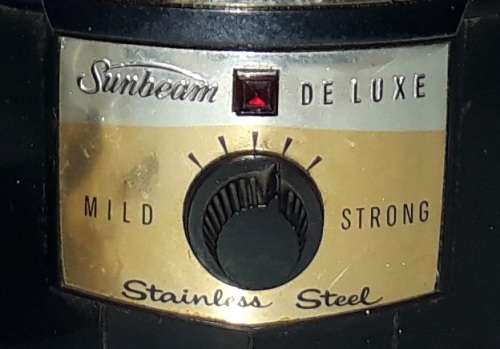 Sunbeam DE LUXE
MILD STRONG
Stainless Steel